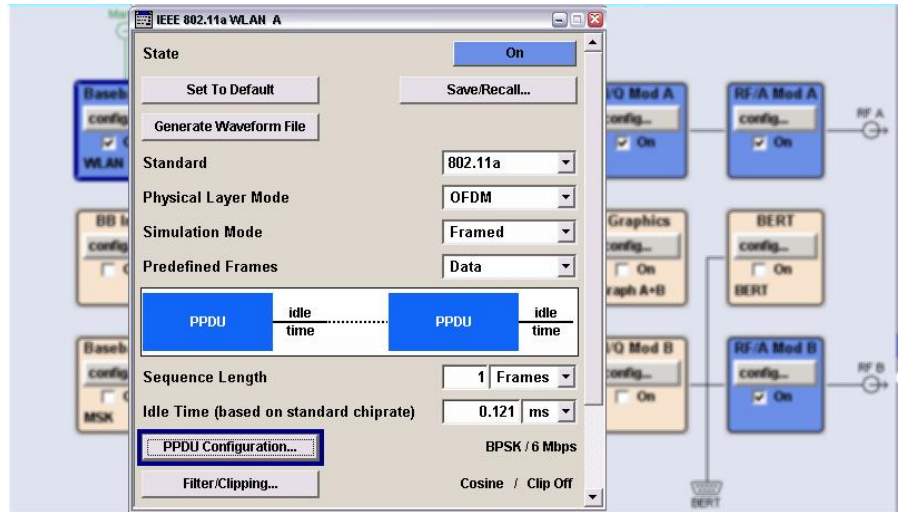 IEEE 802.11a WLAN A
State
On
Set To Default
Save/Recall...
Generate Waveform File
Standard
802.11a
Physical Layer Mode
OFDM
Simulation Mode
Framed
Predefined Frames
Data
PPDU
idle
time
PPDU
idle
time
Sequence Length
1 Frames
Idle Time (based on standard chiprate)
0.121 ms
PPDU Configuration...
BPSK / 6 Mbps
Filter/Clipping...
Cosine / Clip Off
Baseb
config
WLAN
BB
config
Baseb
config
MSK
I/Q Mod A
config...
On
RF/A Mod A
config...
On
RF A
Graphics
config...
On
raph A+B
BERT
config...
On
BERT
I/Q Mod B
config...
On
RF/A Mod B
config...
On
RF B
BERT